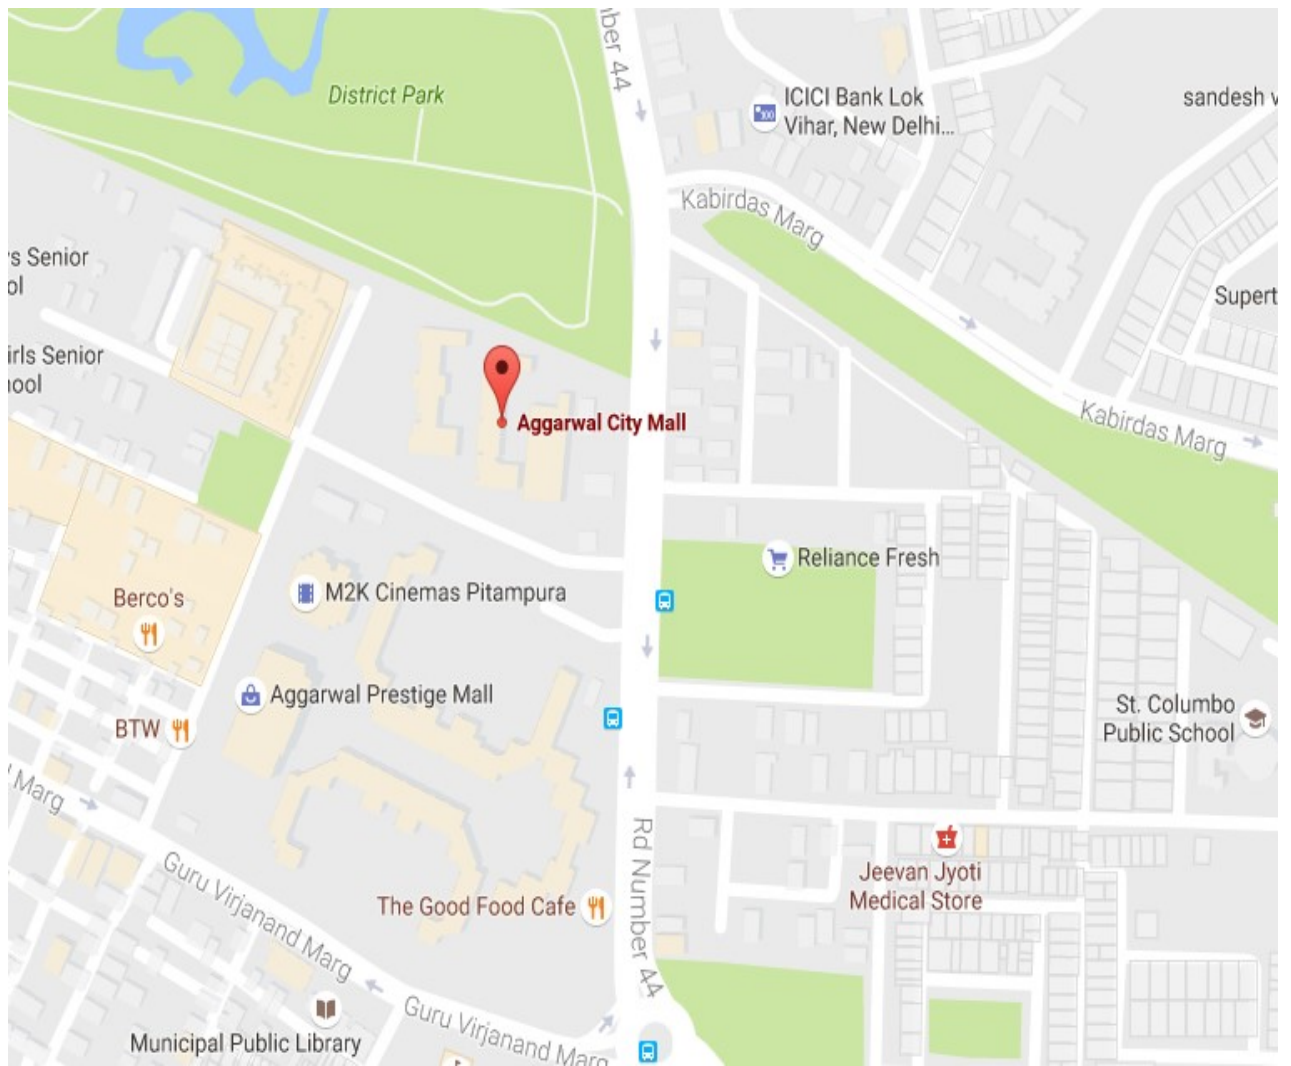 nber 44
District Park
ICICI Bank Lok
Vihar, New Delhi...
sandesh v
Kabirdas Marg
rs Senior
ol
Supert
irls Senior
hool
Aggarwal City Mall
Kabirdas Marg
Reliance Fresh
M2K Cinemas Pitampura
Berco's
Aggarwal Prestige Mall
BTW
St. Columbo
Public School
Marg
Rd Number 44
Jeevan Jyoti
Medical Store
Guru Virjanand Marg
The Good Food Cafe
Guru Virjanand Marg
Municipal Public Library